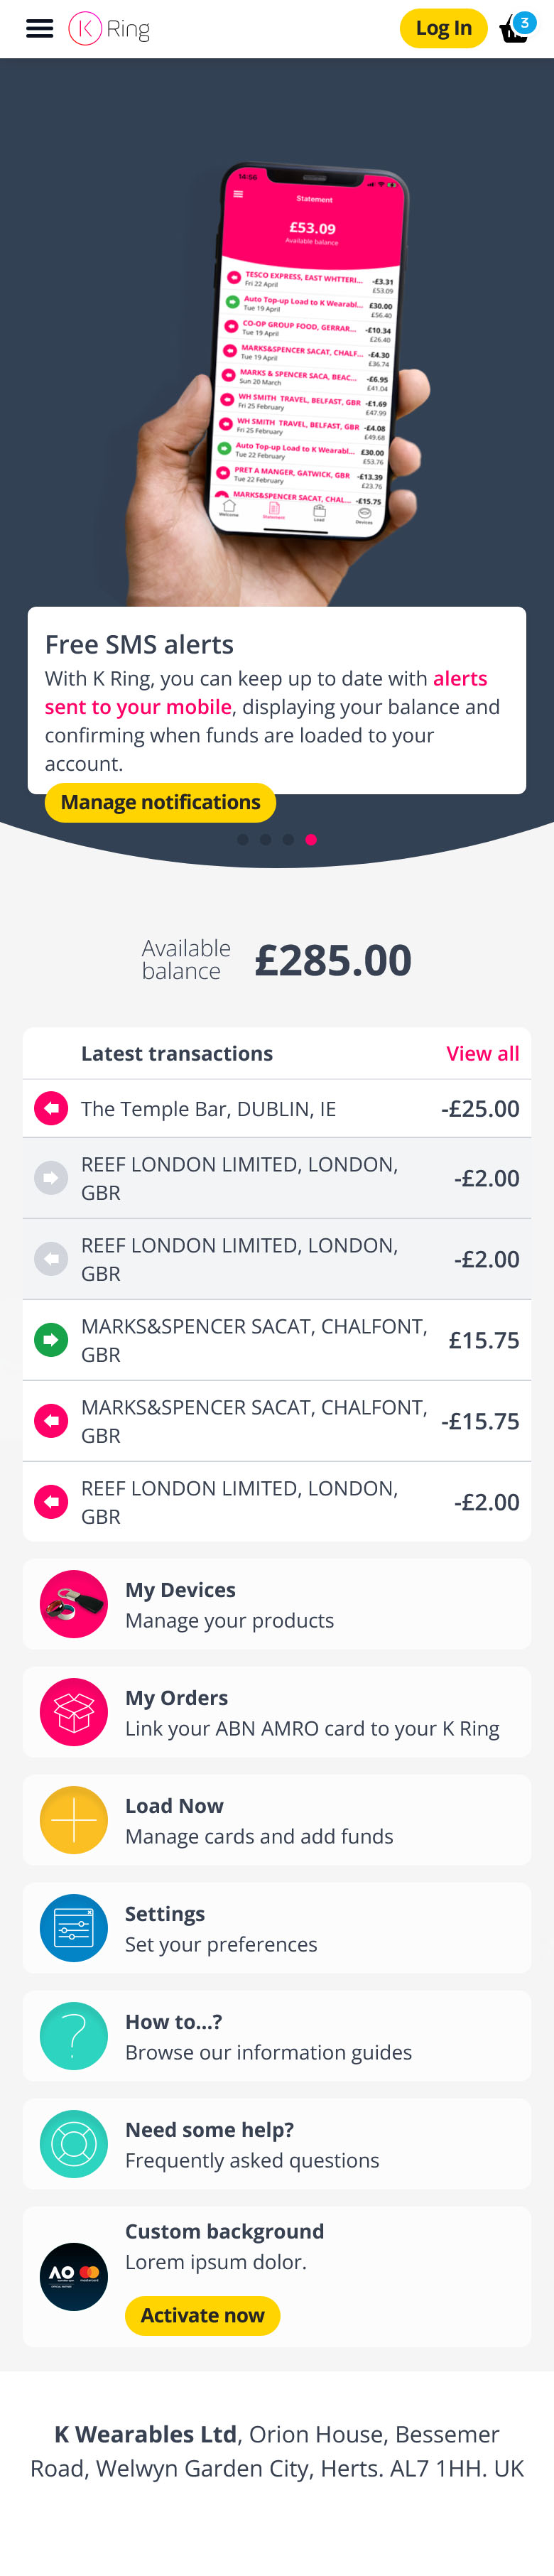 K Ring
Log In
3
14:56
Statement
£53.09
Available balance
TESCO EXPRESS, EAST WHTTERI... -£3.31
Fri 22 April £53.09
Auto Top-up Load to K Wearabl... £30.00
Tue 19 April £56.40
CO-OP GROUP FOOD, GERRAR... -£10.34
Tue 19 April £26.40
MARKS&SPENCER SACAT, CHALF... -£4.30
Tue 19 April £36.74
MARKS & SPENCER SACA, BEAC... -£6.95
Sun 20 March £41.04
WH SMITH TRAVEL, BELFAST, GBR -£1.69
Fri 25 February £47.99
WH SMITH TRAVEL, BELFAST, GBR -£4.08
Fri 25 February £49.68
Auto Top-up Load to K Wearabl... £30.00
Tue 22 February £53.76
PRET A MANGER, GATWICK, GBR -£13.39
Tue 22 February £23.76
MARKS&SPENCER SACAT, CHAL... -£15.75
Welcome Statement Load Devices
Free SMS alerts
With K Ring, you can keep up to date with alerts
sent to your mobile, displaying your balance and
confirming when funds are loaded to your
account.
Manage notifications
Available
balance
£285.00
Latest transactions View all
The Temple Bar, DUBLIN, IE -£25.00
REEF LONDON LIMITED, LONDON,
GBR
-£2.00
REEF LONDON LIMITED, LONDON,
GBR
-£2.00
MARKS&SPENCER SACAT, CHALFONT,
GBR
£15.75
MARKS&SPENCER SACAT, CHALFONT,
GBR
-£15.75
REEF LONDON LIMITED, LONDON,
GBR
-£2.00
My Devices
Manage your products
My Orders
Link your ABN AMRO card to your K Ring
Load Now
Manage cards and add funds
Settings
Set your preferences
How to...?
Browse our information guides
Need some help?
Frequently asked questions
AO
Custom background
Lorem ipsum dolor.
Activate now
K Wearables Ltd, Orion House, Bessemer
Road, Welwyn Garden City, Herts. AL7 1HH. UK